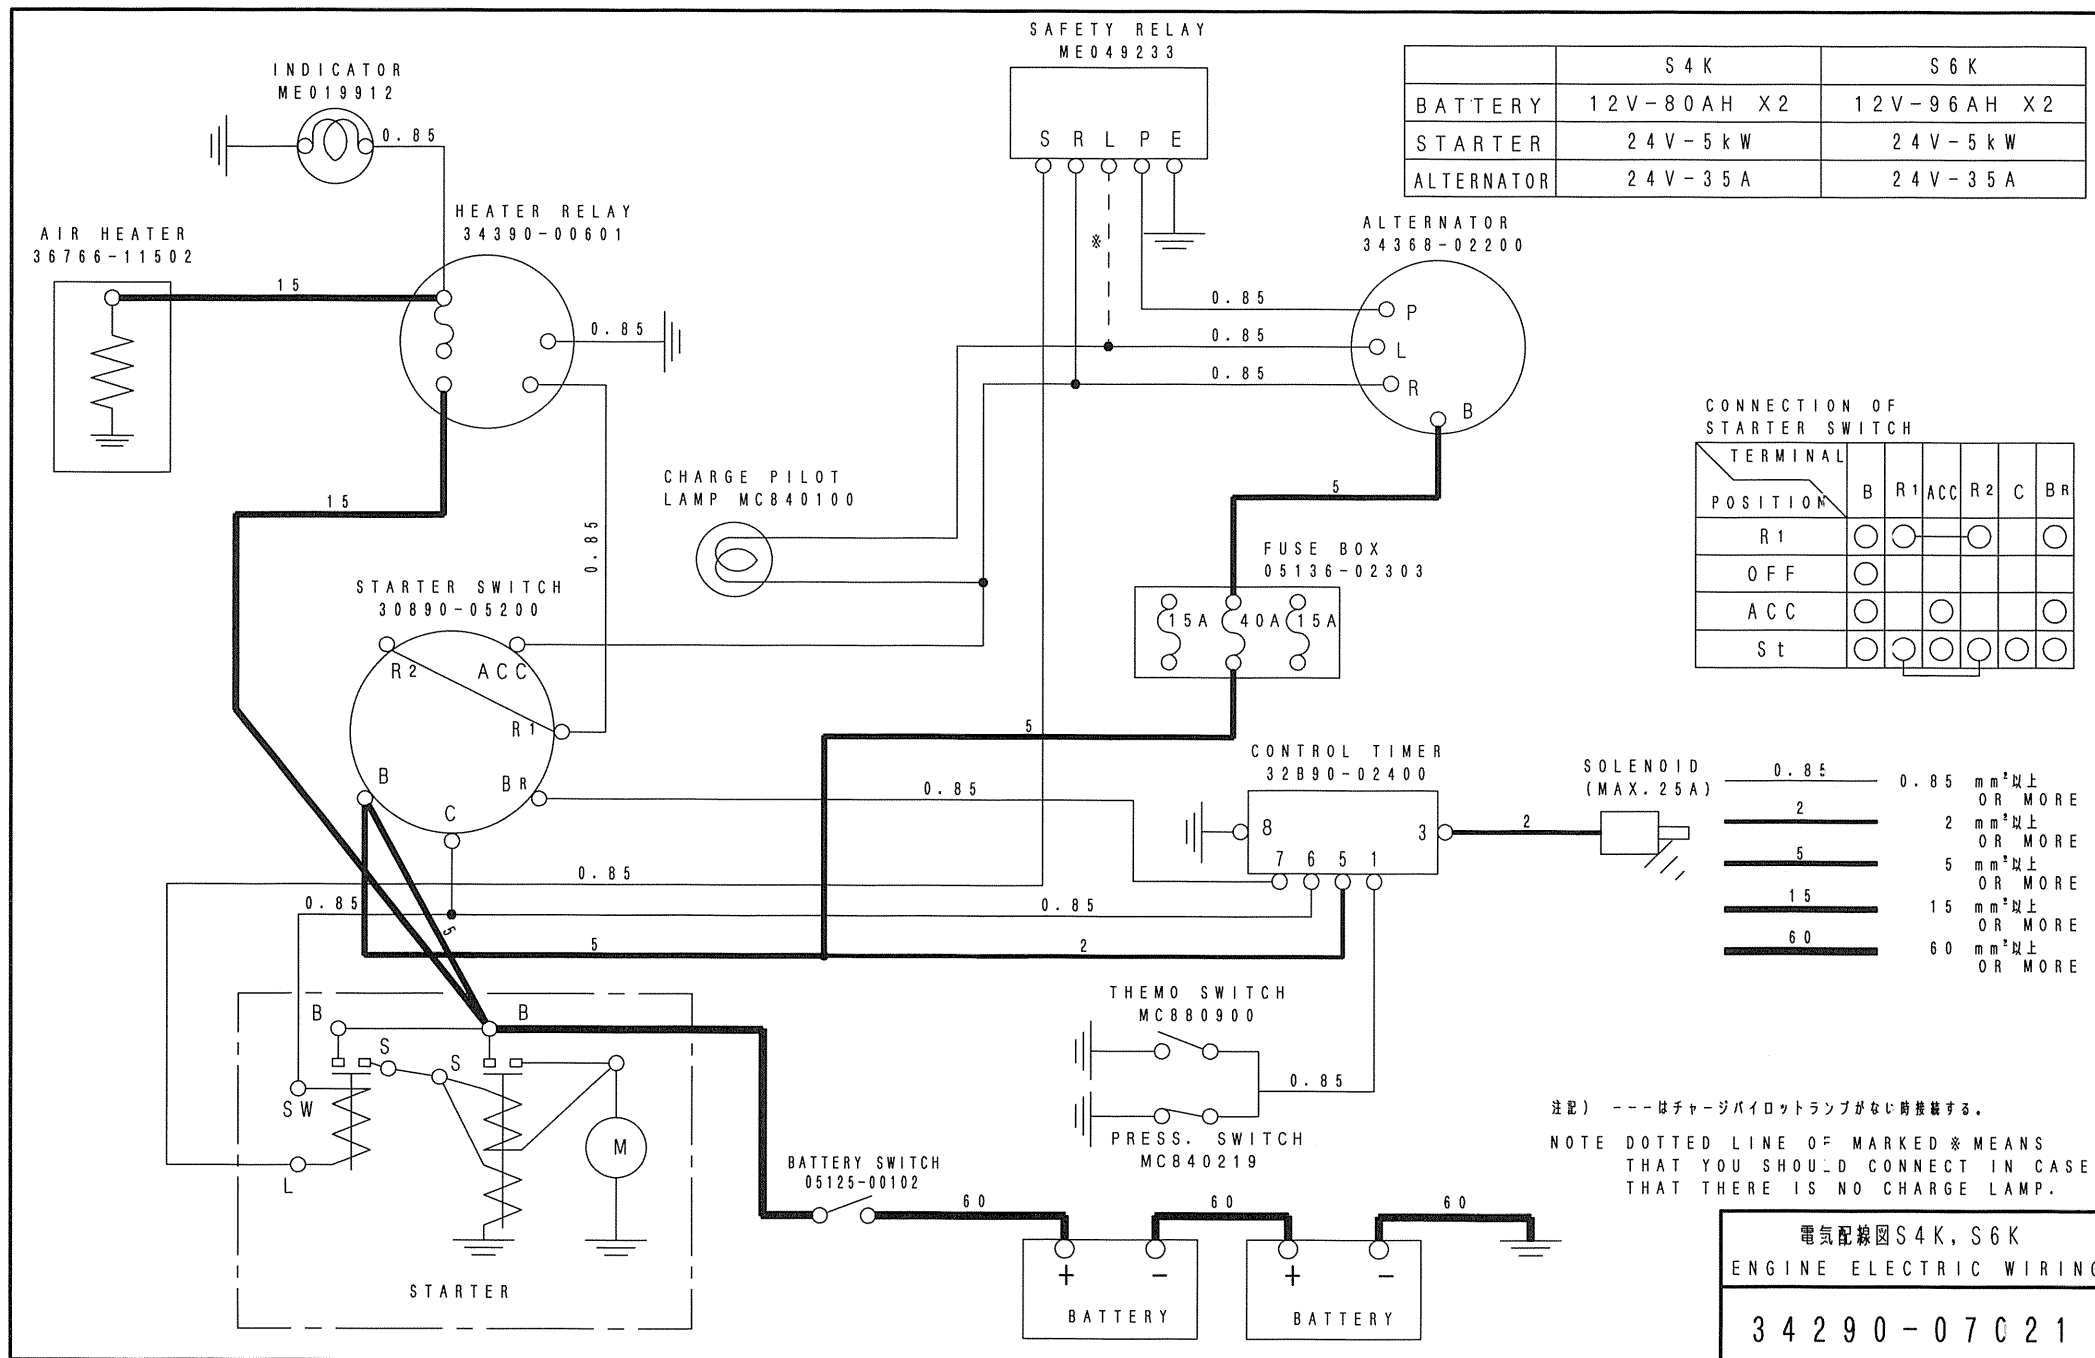 SAFETY RELAY
ME049233
S R L P E
※
INDICATOR
ME019912
0.85
AIR HEATER
36766-11502
15
HEATER RELAY
34390-00601
0.85
15
0.85
S4K S6K
BATTERY 12V-80AH X2 12V-96AH X2
STARTER 24V-5kW 24V-5kW
ALTERNATOR 24V-35A 24V-35A
ALTERNATOR
34368-02200
0.85 P
0.85 L
0.85 R
B
5
CHARGE PILOT
LAMP MC840100
FUSE BOX
05136-02303
15A 40A 15A
5
CONNECTION OF
STARTER SWITCH
TERMINAL
POSITION B R1 ACC R2 C BR
R1
OFF
ACC
St
STARTER SWITCH
30890-05200
R2 ACC
R1
B BR
C
0.85
0.85
0.85
0.85
5
5
2
CONTROL TIMER
32B90-02400
8 3
7 6 5 1
2
SOLENOID
(MAX.25A)
0.85 0.85 mm²以上
OR MORE
2 2 mm²以上
OR MORE
5 5 mm²以上
OR MORE
15 15 mm²以上
OR MORE
60 60 mm²以上
OR MORE
THEMO SWITCH
MC880900
0.85
PRESS. SWITCH
MC840219
B B
S S
SW
M
L
STARTER
BATTERY SWITCH
05125-00102
60 60 60
+ - + -
BATTERY BATTERY
注記) ---はチャージパイロットランプがない時接続する.
NOTE DOTTED LINE OF MARKED ※ MEANS
THAT YOU SHOULD CONNECT IN CASE
THAT THERE IS NO CHARGE LAMP.
電気配線図S4K,S6K
ENGINE ELECTRIC WIRING
34290-07021